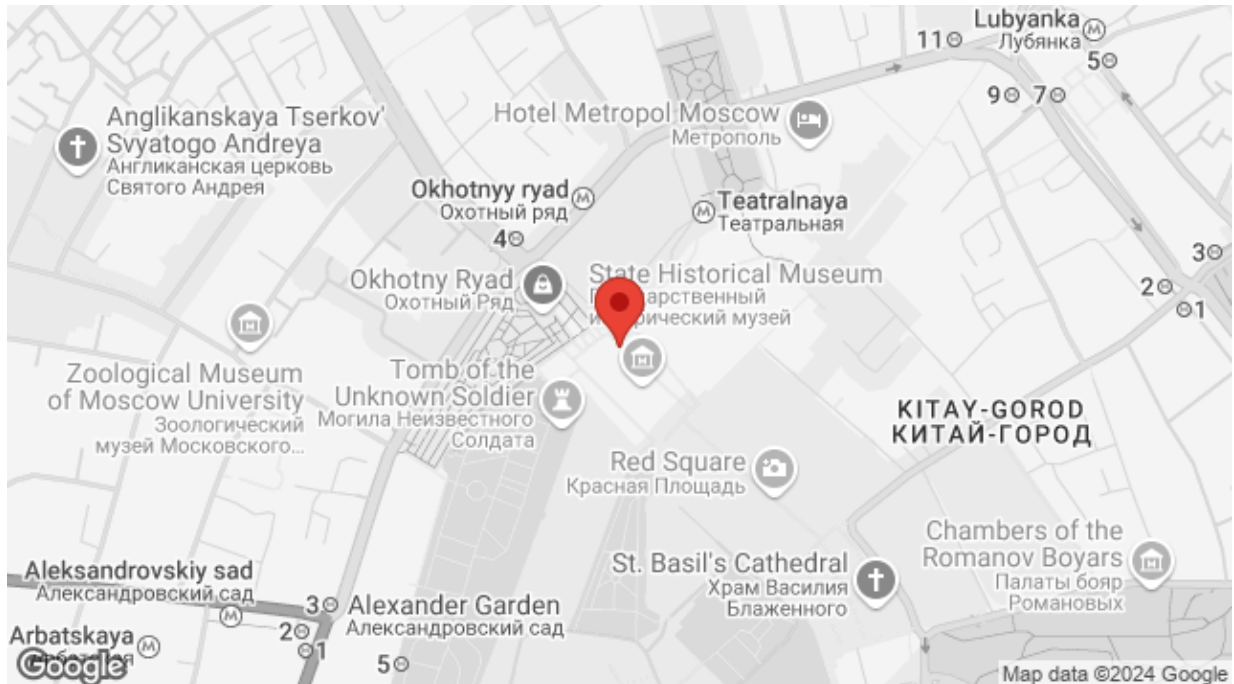 Lubyanka
Лубянка
11
5
9
7
Anglikanskaya Tserkov'
Svyatogo Andreya
Англиканская церковь
Святого Андрея
Hotel Metropol Moscow
Метрополь
Okhotnyy ryad
Охотный ряд
4
Teatralnaya
Театральная
3
2
1
Okhotny Ryad
Охотный Ряд
State Historical Museum
музей
Zoological Museum
of Moscow University
Зоологический
музей Московского...
Tomb of the
Unknown Soldier
Могила Неизвестного
Солдата
KITAY-GOROD
КИТАЙ-ГОРОД
Red Square
Красная Площадь
Chambers of the
Romanov Boyars
Палаты бояр
Романовых
St. Basil's Cathedral
Храм Василия
Блаженного
Aleksandrovskiy sad
Александровский сад
3
2
1
Alexander Garden
Александровский сад
5
Arbatskaya
Google
Map data ©2024 Google